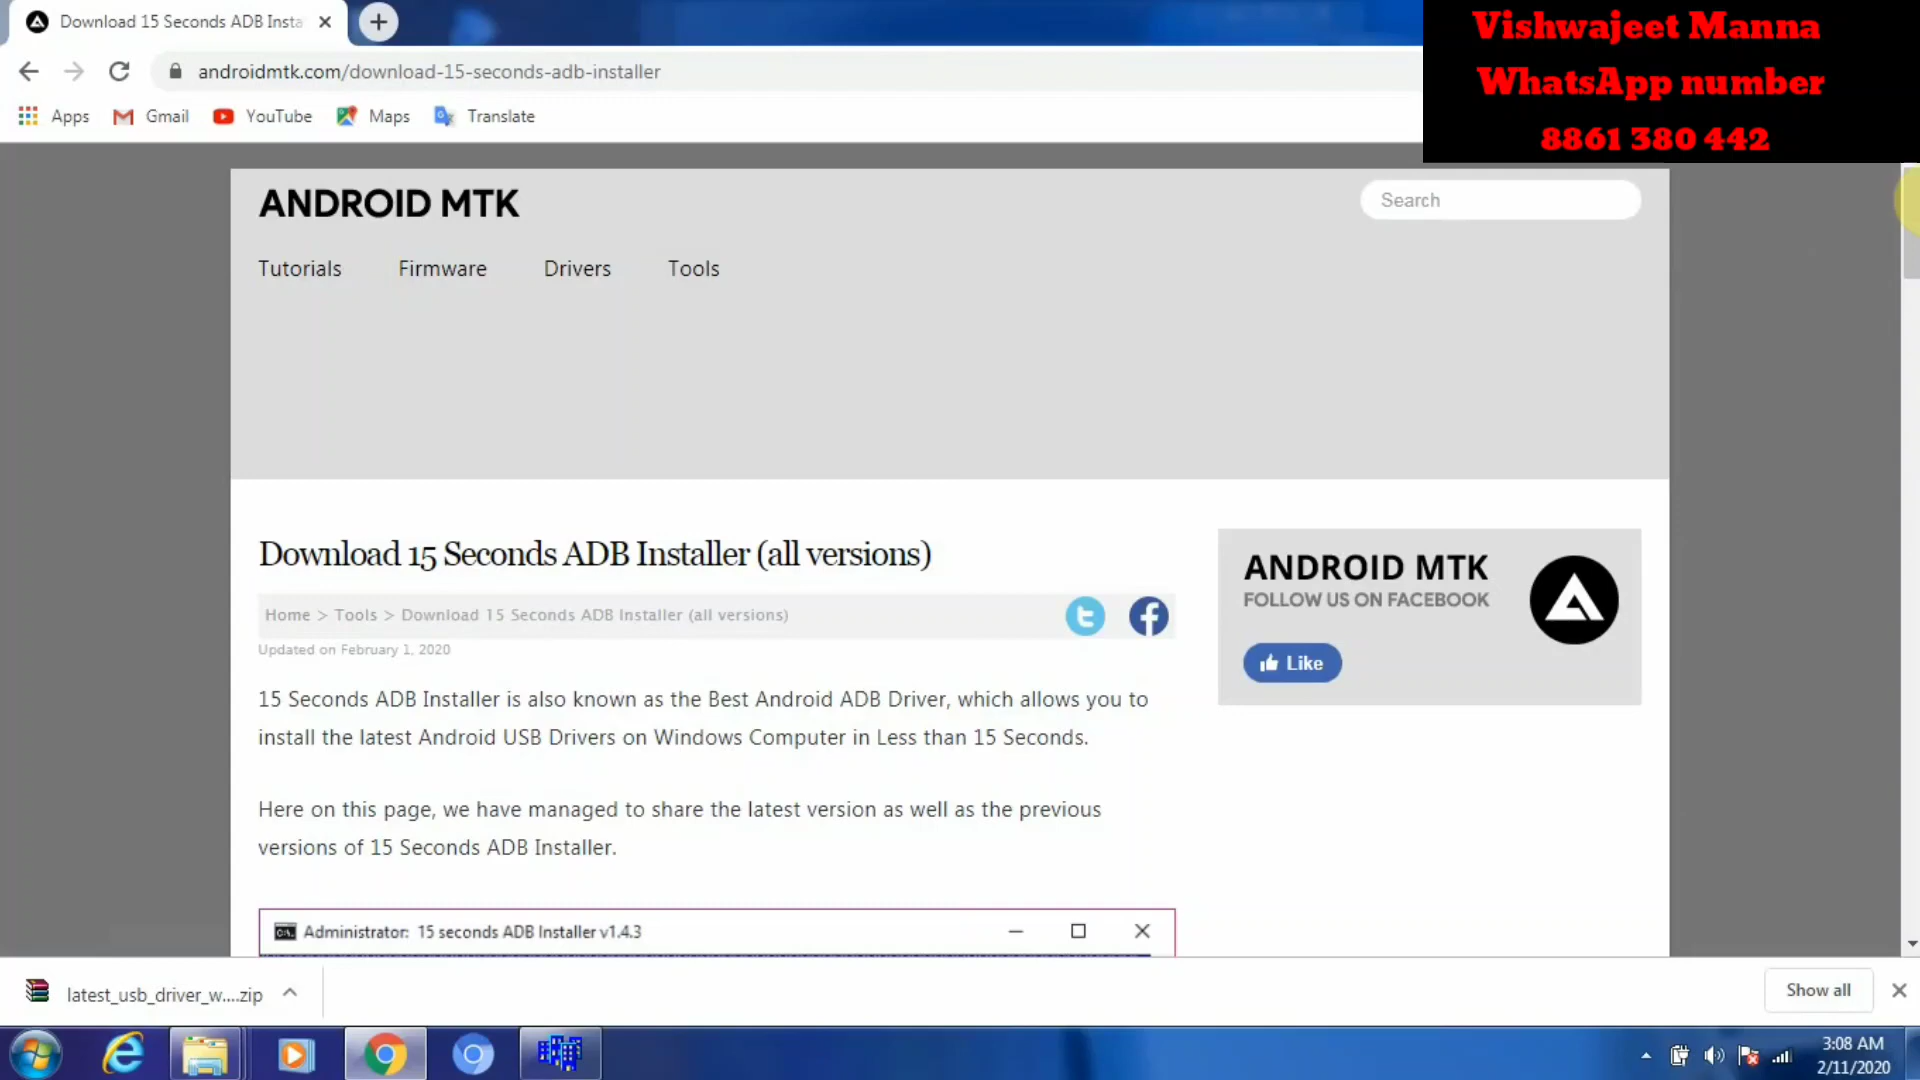 Download 15 Seconds ADB Insta
androidmtk.com/download-15-seconds-adb-installer
Apps Gmail YouTube Maps Translate
Vishwajeet Manna
WhatsApp number
8861 380 442
ANDROID MTK
Search
Tutorials Firmware Drivers Tools
Download 15 Seconds ADB Installer (all versions)
Home > Tools > Download 15 Seconds ADB Installer (all versions)
Updated on February 1, 2020
15 Seconds ADB Installer is also known as the Best Android ADB Driver, which allows you to
install the latest Android USB Drivers on Windows Computer in Less than 15 Seconds.
Here on this page, we have managed to share the latest version as well as the previous
versions of 15 Seconds ADB Installer.
ANDROID MTK
FOLLOW US ON FACEBOOK
Like
Administrator: 15 seconds ADB Installer v1.4.3
latest_usb_driver_w....zip
Show all
3:08 AM
2/11/2020